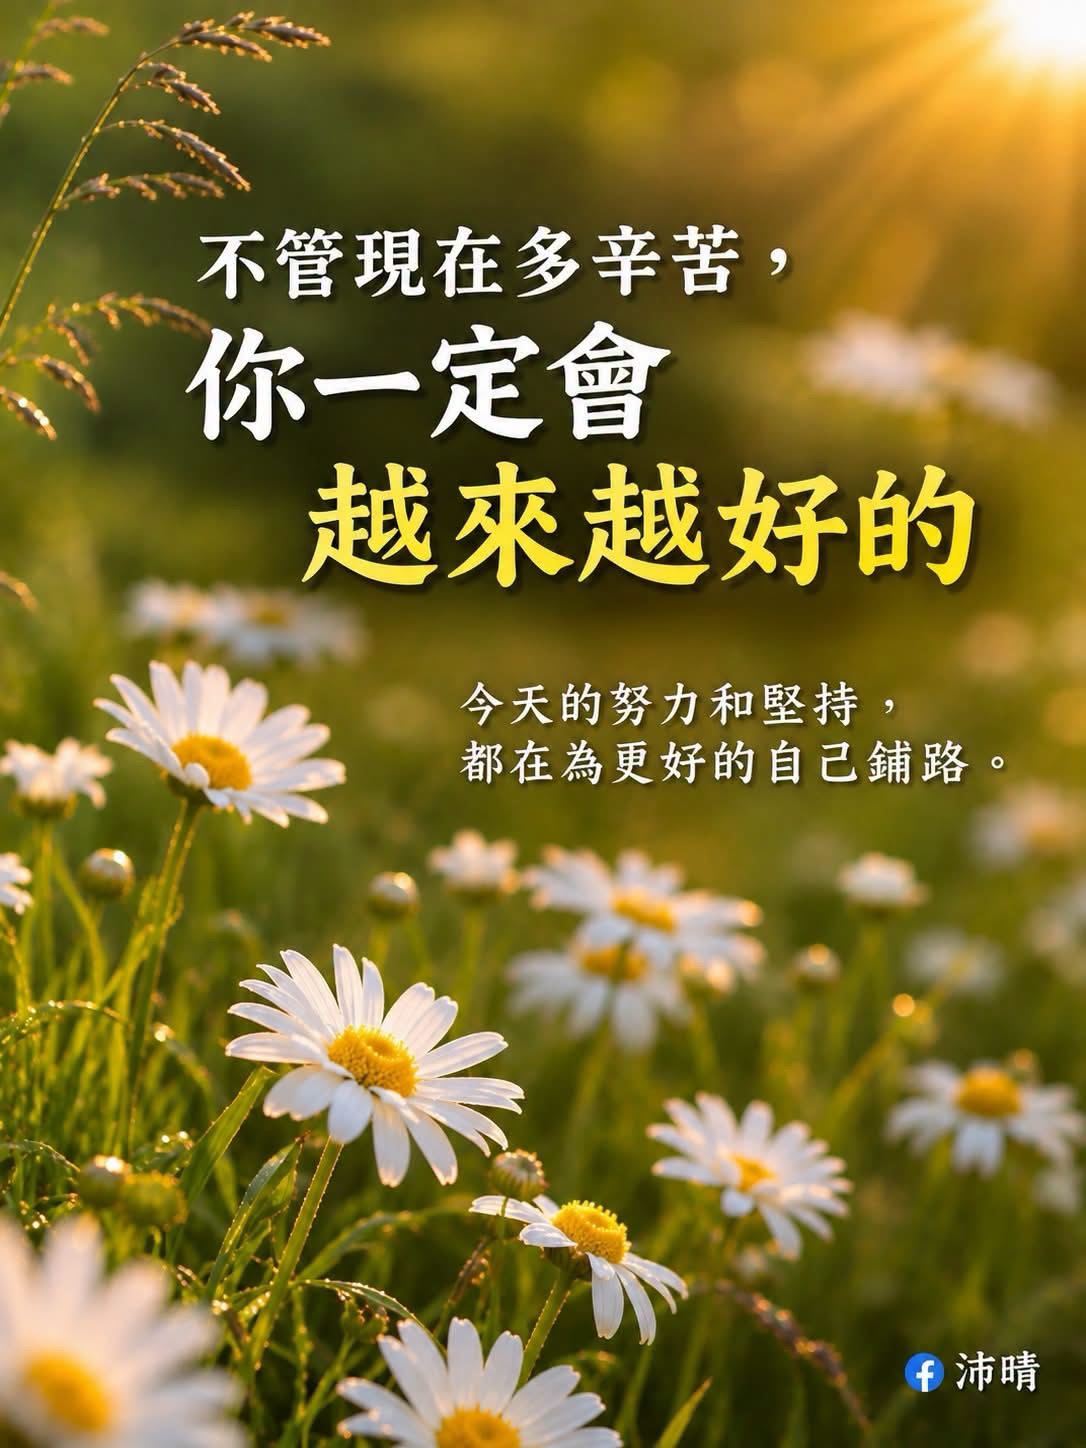 不管現在多辛苦，
你一定會
越來越好的
今天的努力和堅持，
都在為更好的自己鋪路。
沛晴